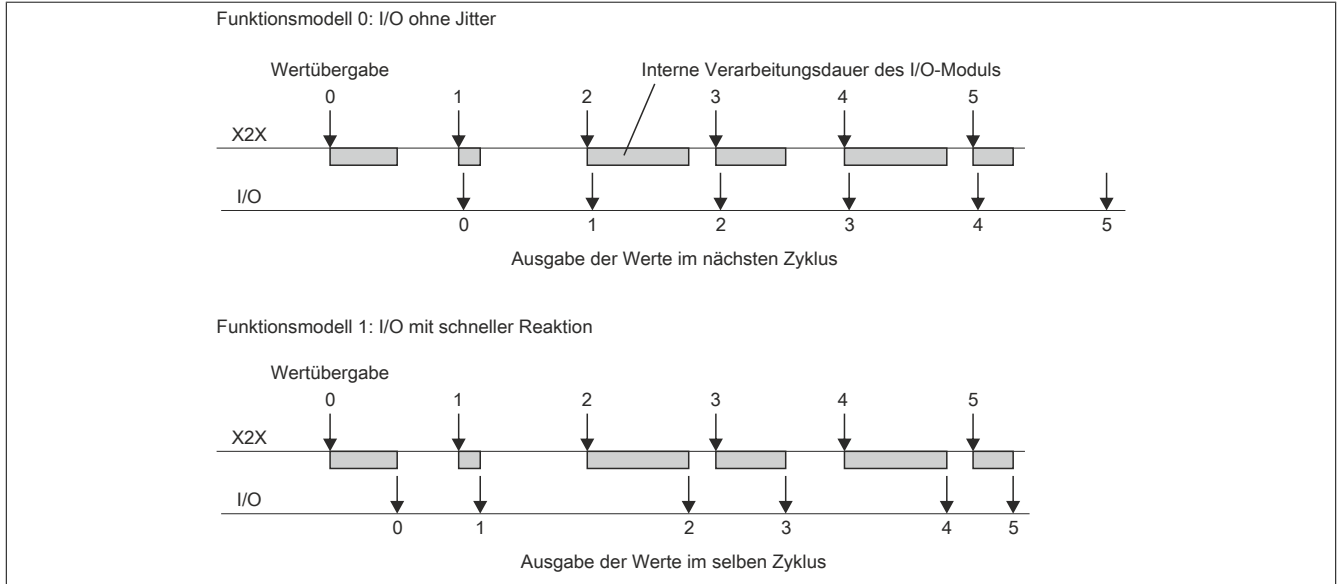 Funktionsmodell 0: I/O ohne Jitter
Wertübergabe
Interne Verarbeitungsdauer des I/O-Moduls
0 1 2 3 4 5
X2X
I/O
0 1 2 3 4 5
Ausgabe der Werte im nächsten Zyklus
Funktionsmodell 1: I/O mit schneller Reaktion
Wertübergabe
0 1 2 3 4 5
X2X
I/O
0 1 2 3 4 5
Ausgabe der Werte im selben Zyklus